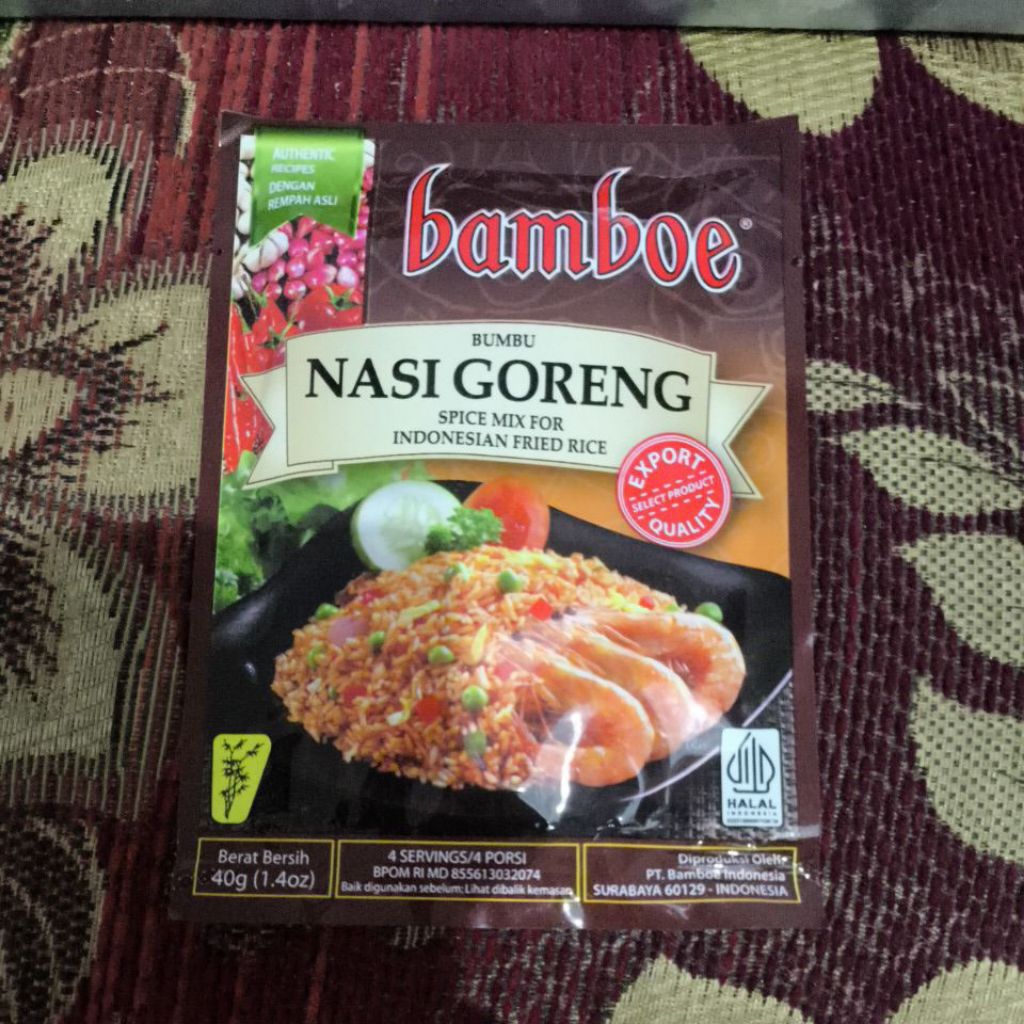 AUTHENTIC
RECIPES
DENGAN
REMPAH ASLI
bamboe®
BUMBU
NASI GORENG
SPICE MIX FOR
INDONESIAN FRIED RICE
EXPORT
SELECT PRODUCT
QUALITY
HALAL
INDONESIA
Berat Bersih
40g (1.4oz)
4 SERVINGS/4 PORSI
BPOM RI MD 855613032074
Baik digunakan sebelum: Lihat dibalik kemasan
Diproduksi Oleh:
PT. Bamboe Indonesia
SURABAYA 60129 - INDONESIA